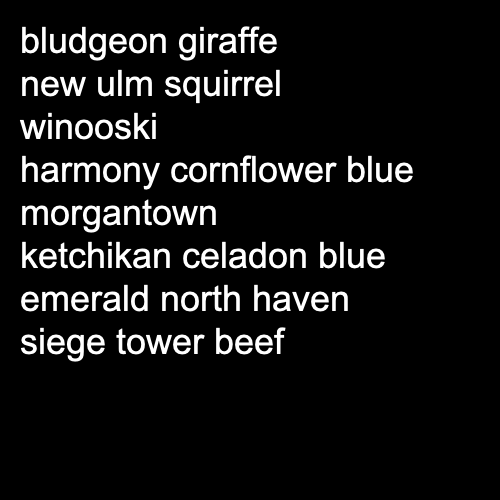 bludgeon giraffe
new ulm squirrel
winooski
harmony cornflower blue
morgantown
ketchikan celadon blue
emerald north haven
siege tower beef